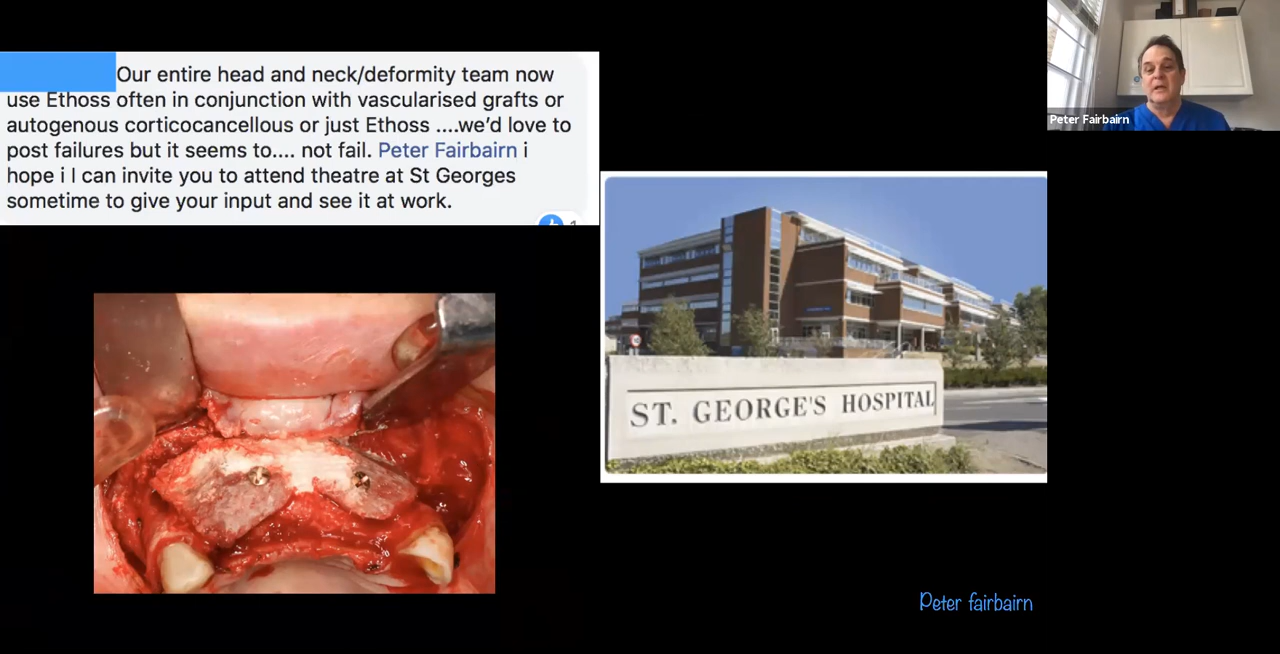 Our entire head and neck/deformity team now
use Ethoss often in conjunction with vascularised grafts or
autogenous corticocancellous or just Ethoss ....we'd love to
post failures but it seems to.... not fail. Peter Fairbairn i
hope i I can invite you to attend theatre at St Georges
sometime to give your input and see it at work.
1
Peter Fairbairn
ST. GEORGE'S HOSPITAL
Peter fairbairn